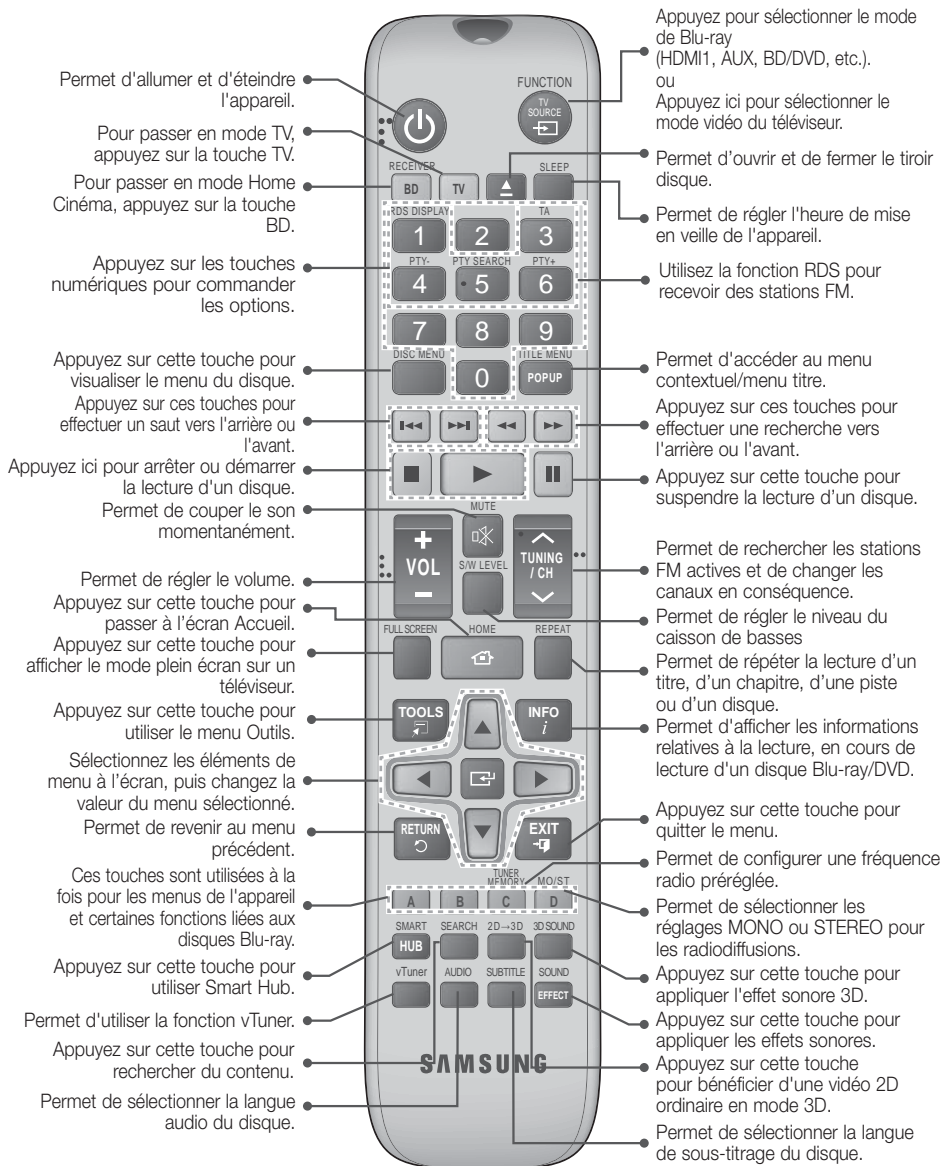 Permet d'allumer et d'éteindre
l'appareil.
Pour passer en mode TV,
appuyez sur la touche TV.
Pour passer en mode Home
Cinéma, appuyez sur la touche
BD.
Appuyez sur les touches
numériques pour commander
les options.
Appuyez sur cette touche pour
visualiser le menu du disque.
Appuyez sur ces touches pour
effectuer un saut vers l'arrière ou
l'avant.
Appuyez ici pour arrêter ou démarrer
la lecture d'un disque.
Permet de couper le son
momentanément.
Permet de régler le volume.
Appuyez sur cette touche pour
passer à l'écran Accueil.
Appuyez sur cette touche pour
afficher le mode plein écran sur un
téléviseur.
Appuyez sur cette touche pour
utiliser le menu Outils.
Sélectionnez les éléments de
menu à l'écran, puis changez la
valeur du menu sélectionné.
Permet de revenir au menu
précédent.
Ces touches sont utilisées à la
fois pour les menus de l'appareil
et certaines fonctions liées aux
disques Blu-ray.
Appuyez sur cette touche pour
utiliser Smart Hub.
Permet d'utiliser la fonction vTuner.
Appuyez sur cette touche pour
rechercher du contenu.
Permet de sélectionner la langue
audio du disque.
FUNCTION
TV
SOURCE
RECEIVER
SLEEP
BD
TV
RDS DISPLAY
TA
1
2
3
PTY-
PTY SEARCH
PTY+
4
5
6
7
8
9
DISC MENU
TITLE MENU
0
POPUP
MUTE
VOL
TUNING
/ CH
S/W LEVEL
FULL SCREEN
HOME
REPEAT
TOOLS
INFO
i
RETURN
EXIT
TUNER
MEMORY
MO/ST
A
B
C
D
SMART
SEARCH
2D→3D
3D SOUND
HUB
vTuner
AUDIO
SUBTITLE
SOUND
EFFECT
SAMSUNG
Appuyez pour sélectionner le mode
de Blu-ray
(HDMI1, AUX, BD/DVD, etc.).
ou
Appuyez ici pour sélectionner le
mode vidéo du téléviseur.
Permet d'ouvrir et de fermer le tiroir
disque.
Permet de régler l'heure de mise
en veille de l'appareil.
Utilisez la fonction RDS pour
recevoir des stations FM.
Permet d'accéder au menu
contextuel/menu titre.
Appuyez sur ces touches pour
effectuer une recherche vers
l'arrière ou l'avant.
Appuyez sur cette touche pour
suspendre la lecture d'un disque.
Permet de rechercher les stations
FM actives et de changer les
canaux en conséquence.
Permet de régler le niveau du
caisson de basses
Permet de répéter la lecture d'un
titre, d'un chapitre, d'une piste
ou d'un disque.
Permet d'afficher les informations
relatives à la lecture, en cours de
lecture d'un disque Blu-ray/DVD.
Appuyez sur cette touche pour
quitter le menu.
Permet de configurer une fréquence
radio préréglée.
Permet de sélectionner les
réglages MONO ou STEREO pour
les radiodiffusions.
Appuyez sur cette touche pour
appliquer l'effet sonore 3D.
Appuyez sur cette touche pour
appliquer les effets sonores.
Appuyez sur cette touche
pour bénéficier d'une vidéo 2D
ordinaire en mode 3D.
Permet de sélectionner la langue
de sous-titrage du disque.